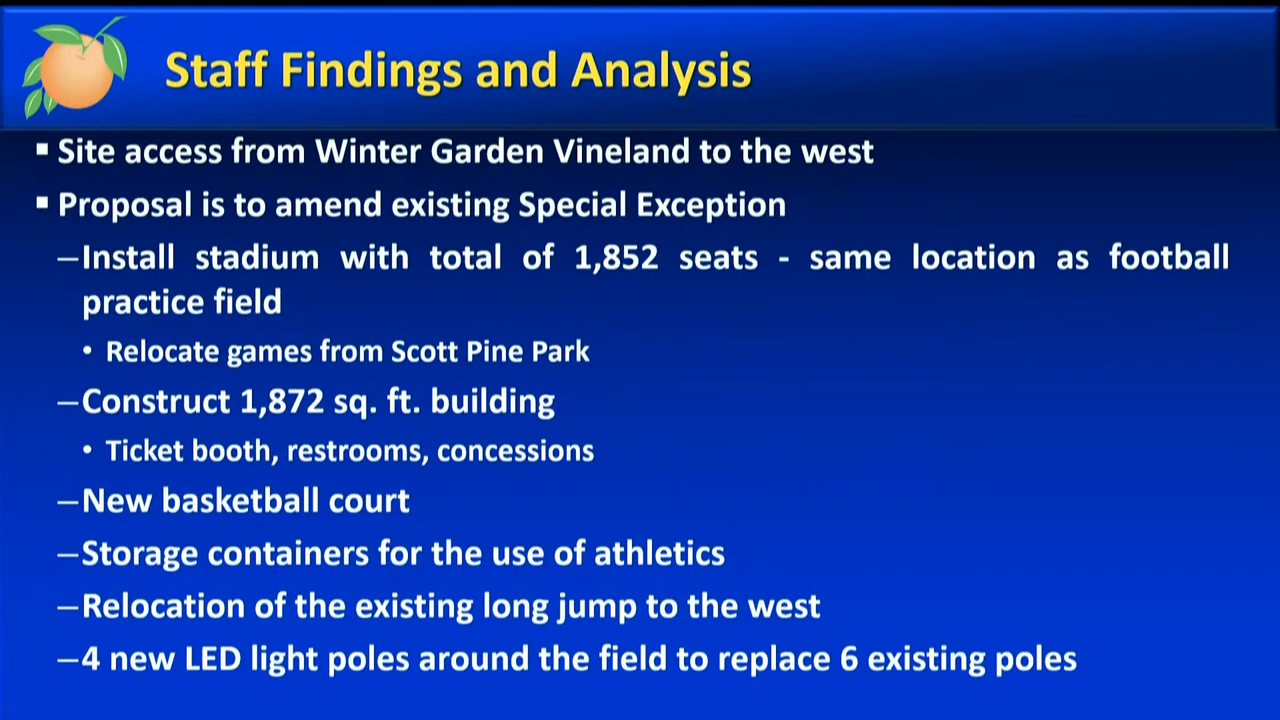 Staff Findings and Analysis
▪ Site access from Winter Garden Vineland to the west
▪ Proposal is to amend existing Special Exception
–Install stadium with total of 1,852 seats - same location as football
practice field
• Relocate games from Scott Pine Park
–Construct 1,872 sq. ft. building
• Ticket booth, restrooms, concessions
–New basketball court
–Storage containers for the use of athletics
–Relocation of the existing long jump to the west
–4 new LED light poles around the field to replace 6 existing poles